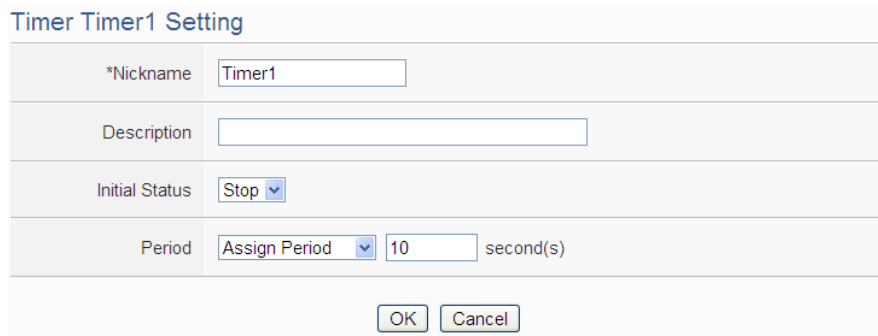 Timer Timer1 Setting
*Nickname Timer1
Description
Initial Status Stop
Period Assign Period 10 second(s)
OK Cancel